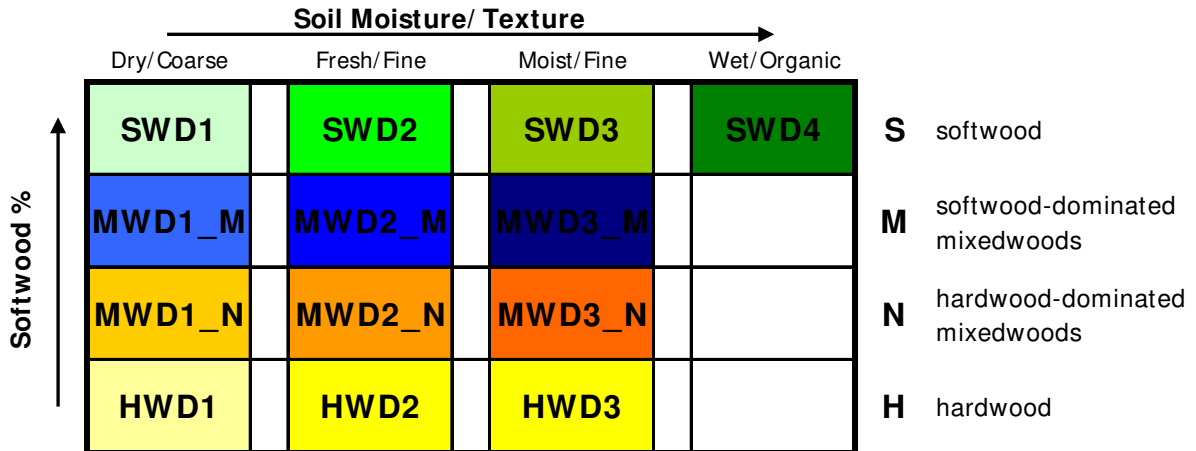 Soil Moisture/ Texture
Dry/Coarse Fresh/Fine Moist/Fine Wet/Organic
Softwood %
SWD1 SWD2 SWD3 SWD4 S softwood
MWD1_M MWD2_M MWD3_M M softwood-dominated
mixedwoods
MWD1_N MWD2_N MWD3_N N hardwood-dominated
mixedwoods
HWD1 HWD2 HWD3 H hardwood